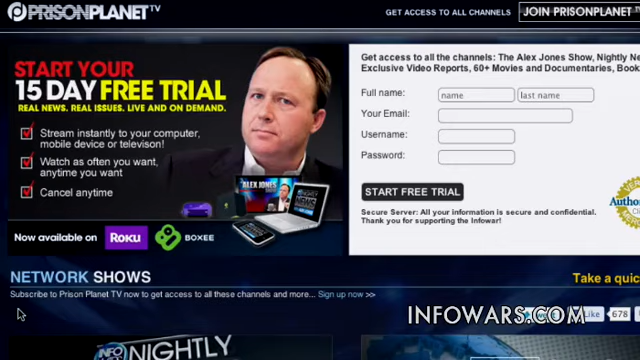 PRISONPLANET TV
GET ACCESS TO ALL CHANNELS
JOIN PRISONPLANET
START YOUR
15 DAY FREE TRIAL
REAL NEWS. REAL ISSUES. LIVE AND ON DEMAND.
Stream instantly to your computer,
mobile device or televison!
Watch as often you want,
anytime you want
Cancel anytime
ALEX JONES
NIGHTLY
Now available on
ROKU
BOXEE
Get access to all the channels: The Alex Jones Show, Nightly Ne
Exclusive Video Reports, 60+ Movies and Documentaries, Book
Full name:
name
last name
Your Email:
Username:
Password:
START FREE TRIAL
Secure Server: All your information is secure and confidential.
Thank you for supporting the Infowar!
Autho
NETWORK SHOWS
Take a quic
Subscribe to Prison Planet TV now to get access to all these channels and more... Sign up now >>
INFOWARS.COM
Like
678
INFO
NIGHTLY